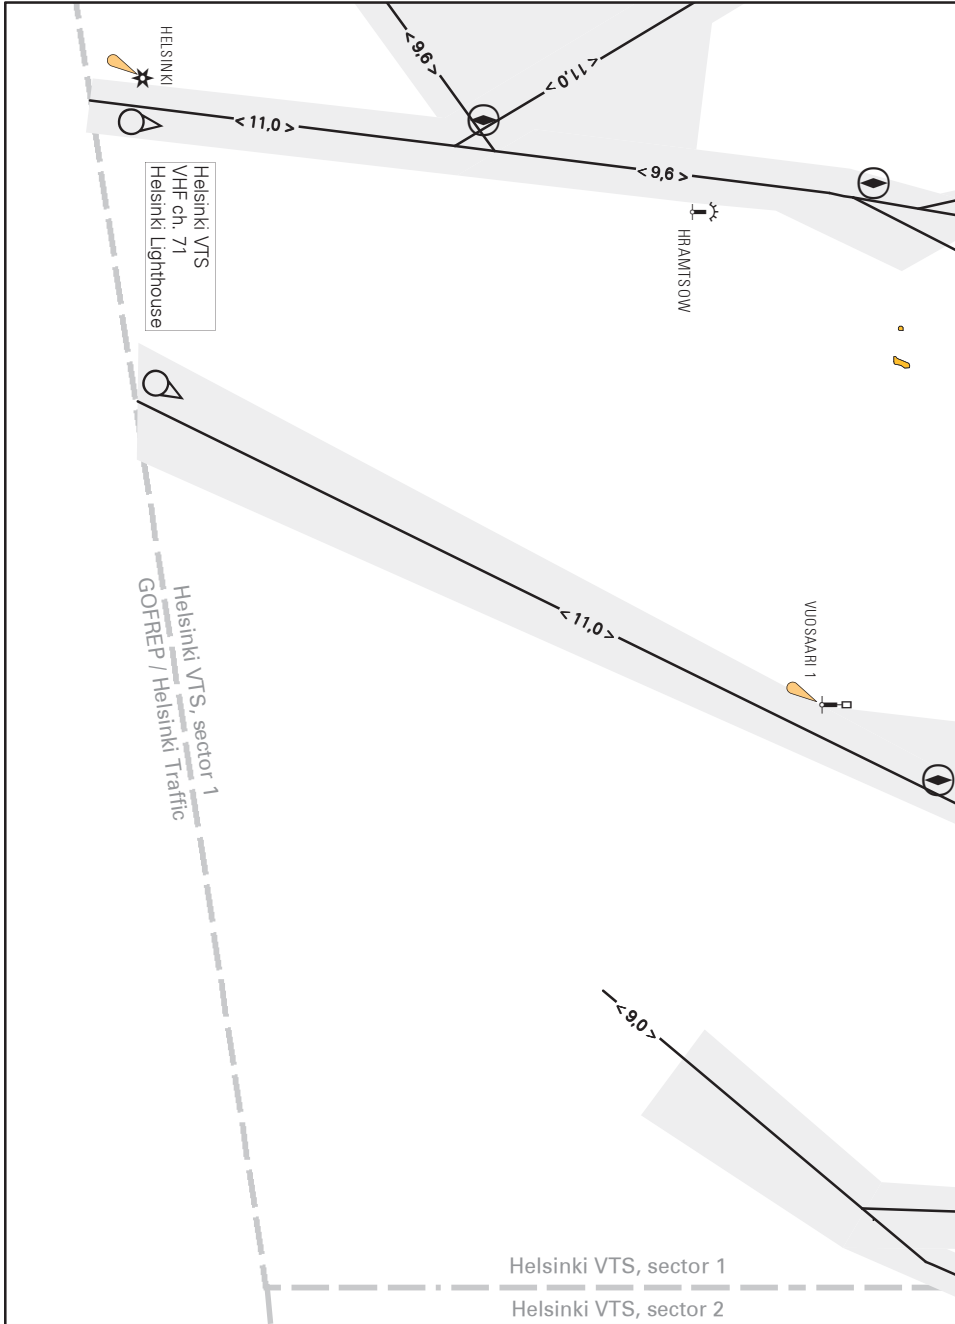 HELSINKI
< 9,6 >
< 11,0 >
< 11,0 >
< 9,6 >
Helsinki VTS
VHF ch. 71
Helsinki Lighthouse
HRAMTSOW
Helsinki VTS, sector 1
GOFREP / Helsinki Traffic
< 11,0 >
VUOSAARI 1
< 9,0 >
Helsinki VTS, sector 1
Helsinki VTS, sector 2